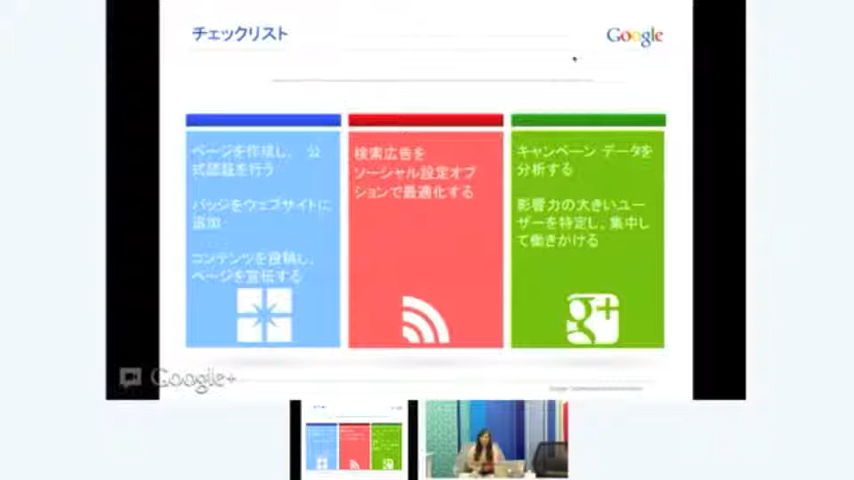 チェックリスト
Google
ページを作成し、 公
式認証を行う
バッジをウェブサイトに
追加
コンテンツを投稿し、
ページを宣伝する
検索広告を
ソーシャル設定オプ
ションで最適化する
キャンペーン データを
分析する
影響力の大きいユー
ザーを特定し、集中し
て働きかける
g+
Google+